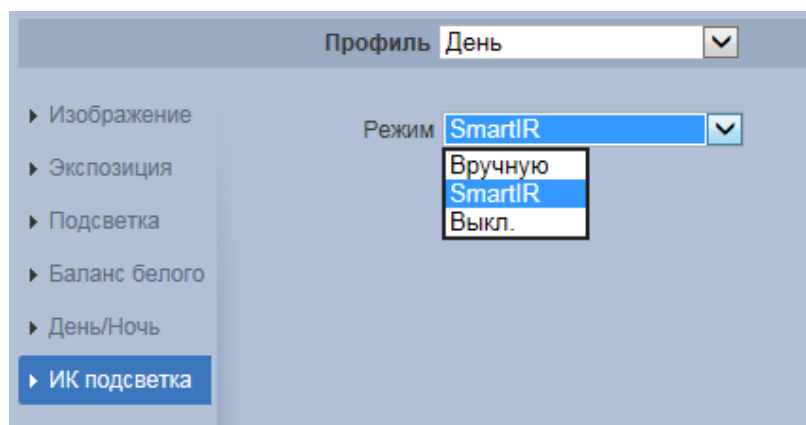 Профиль День
Изображение
Режим SmartIR
Вручную
Экспозиция
SmartIR
Подсветка
Выкл.
Баланс белого
День/Ночь
ИК подсветка